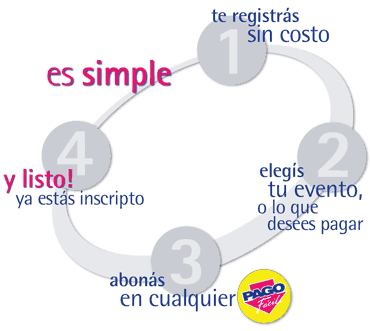 es simple
1
te registrás
sin costo
2
elegís
tu evento,
o lo que
desées pagar
3
abonás
en cualquier
PAGO
Fácil
4
y listo!
ya estás inscripto